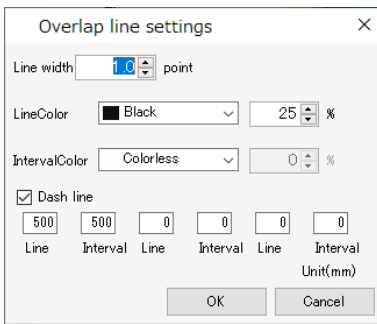 Overlap line settings
Line width 1.0 point
LineColor Black 25 %
IntervalColor Colorless 0 %
Dash line
500 500 0 0 0 0
Line Interval Line Interval Line Interval
Unit(mm)
OK Cancel